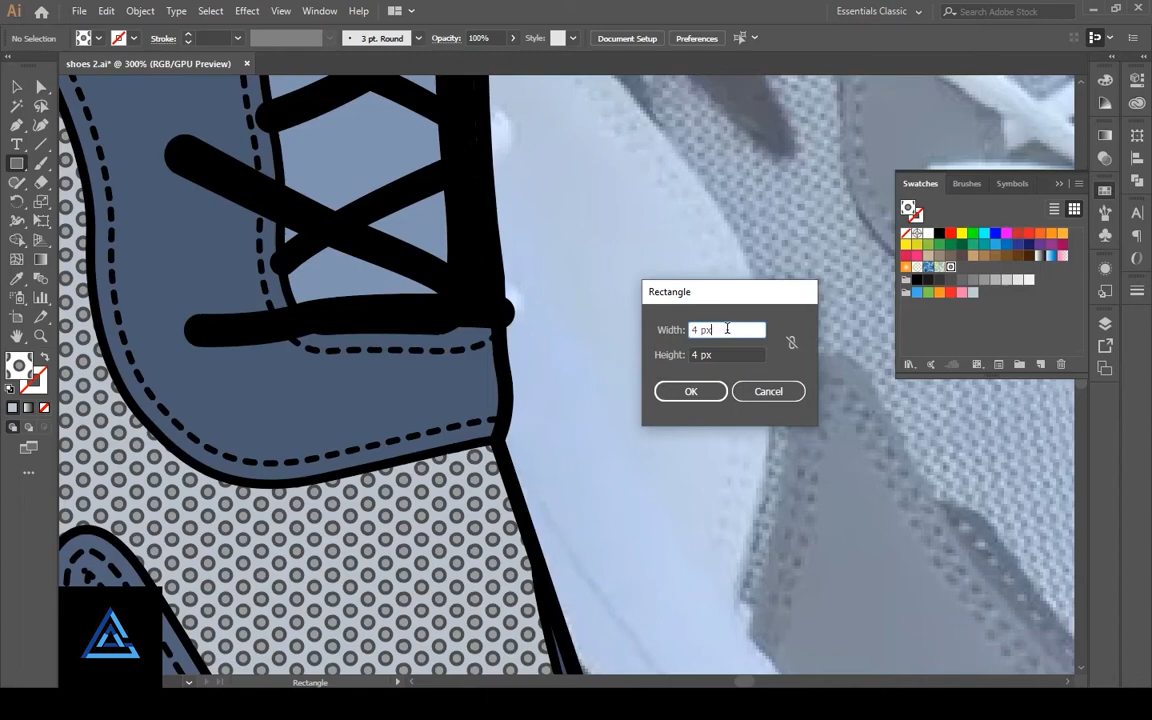 Ai File Edit Object Type Select Effect View Window Help Essentials Classic Search Adobe Stock
No Selection Stroke: 3 pt. Round Opacity: 100% Style: Document Setup Preferences
shoes 2.ai* @ 300% (RGB/GPU Preview)
Swatches Brushes Symbols
Rectangle
Width: 4 px
Height: 4 px
OK Cancel
Rectangle